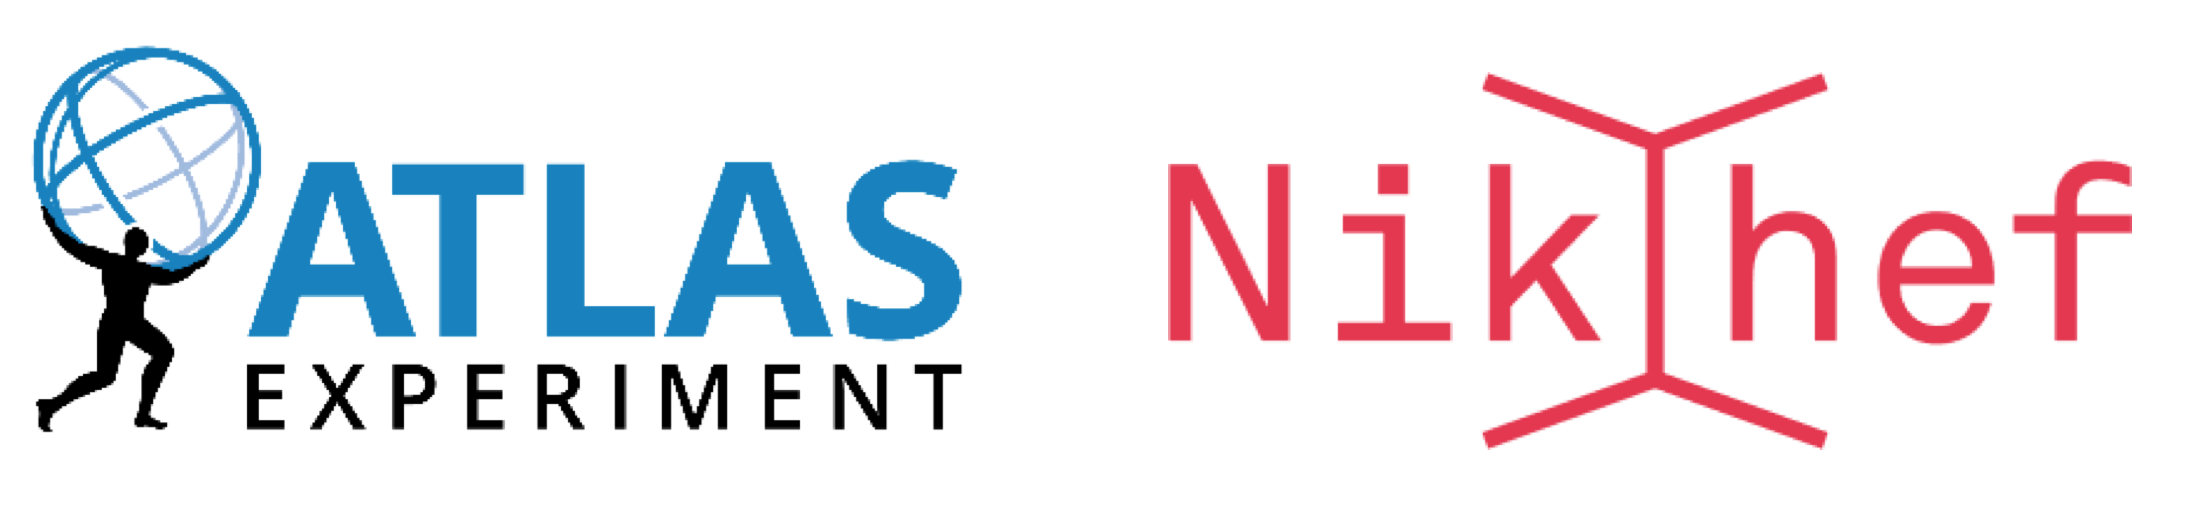 ATLAS
EXPERIMENT
Nikhef